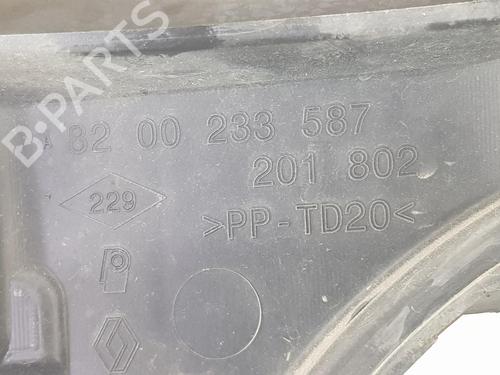 A 82 00 233 587
201 802
229
>PP-TD20<
B-PARTS